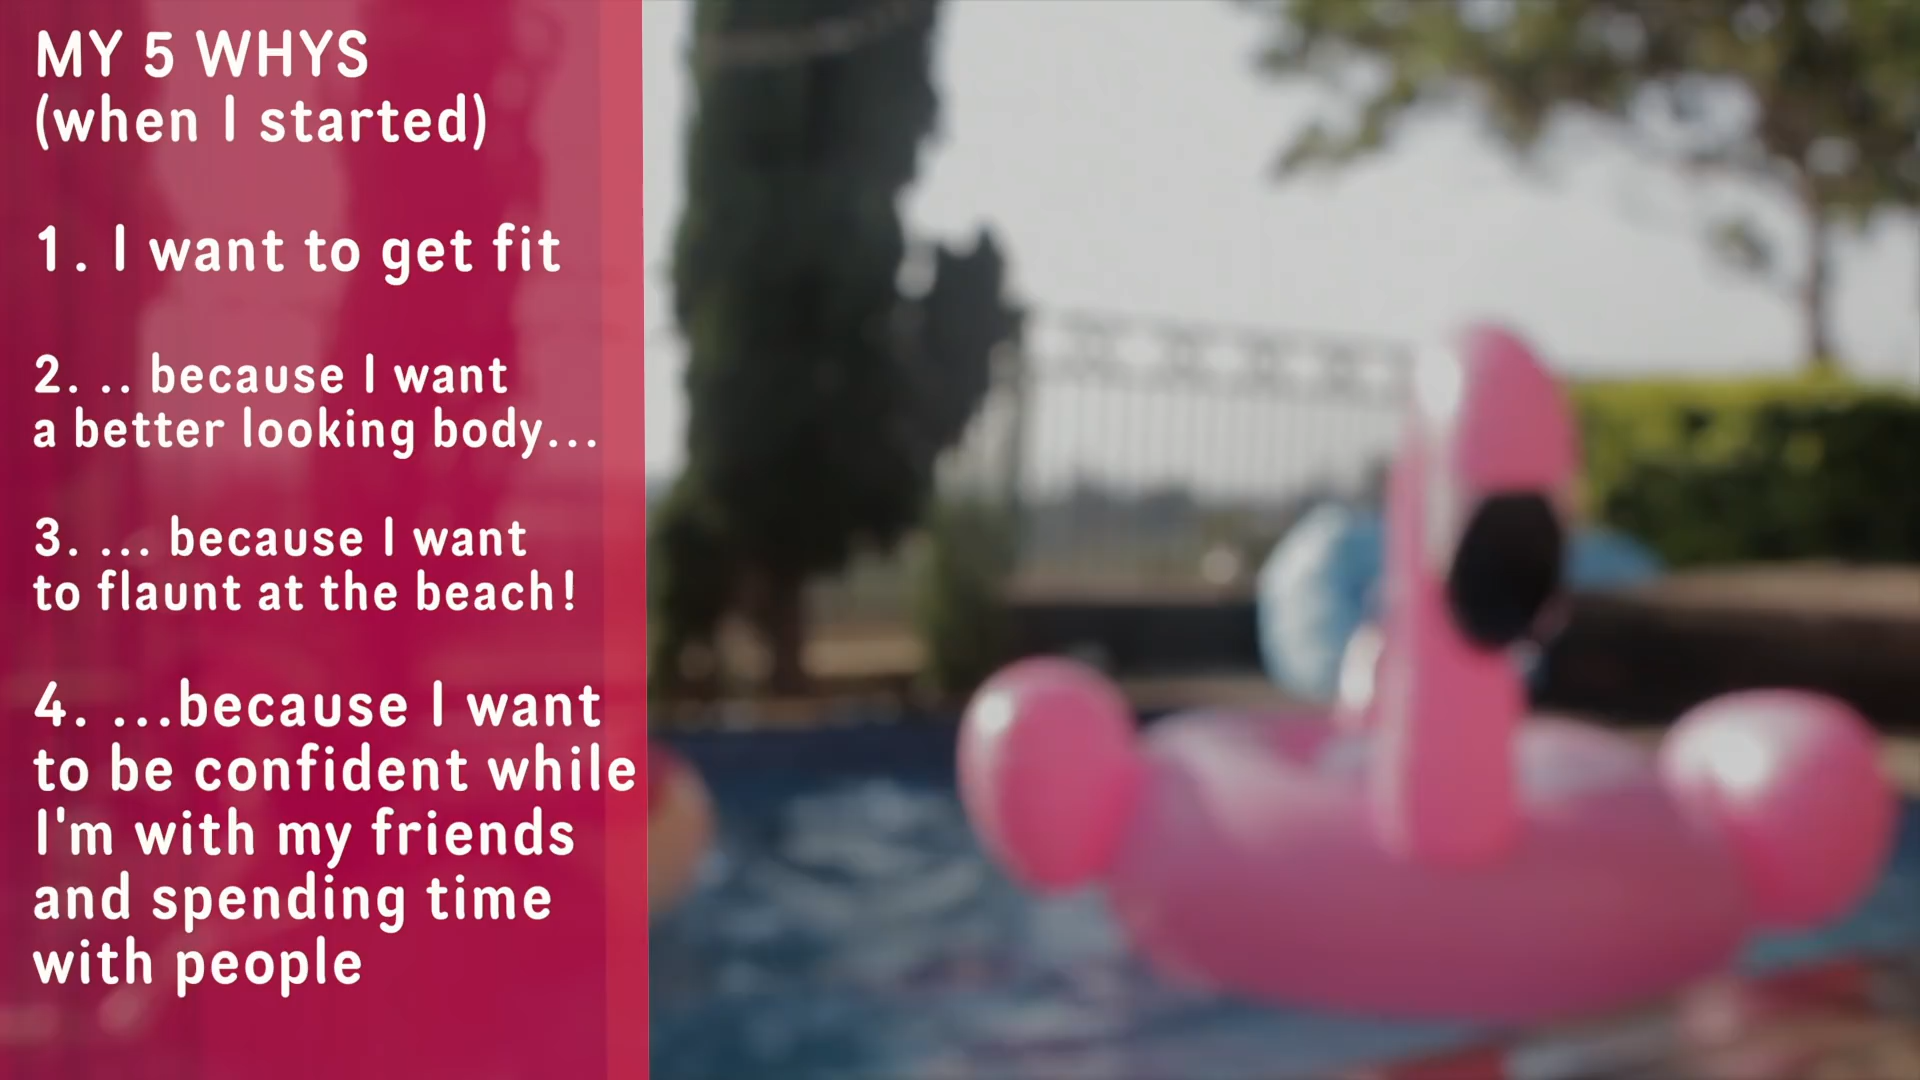 MY 5 WHYS
(when I started)
1. I want to get fit
2. .. because I want
a better looking body...
3. ... because I want
to flaunt at the beach!
4. ...because I want
to be confident while
I'm with my friends
and spending time
with people